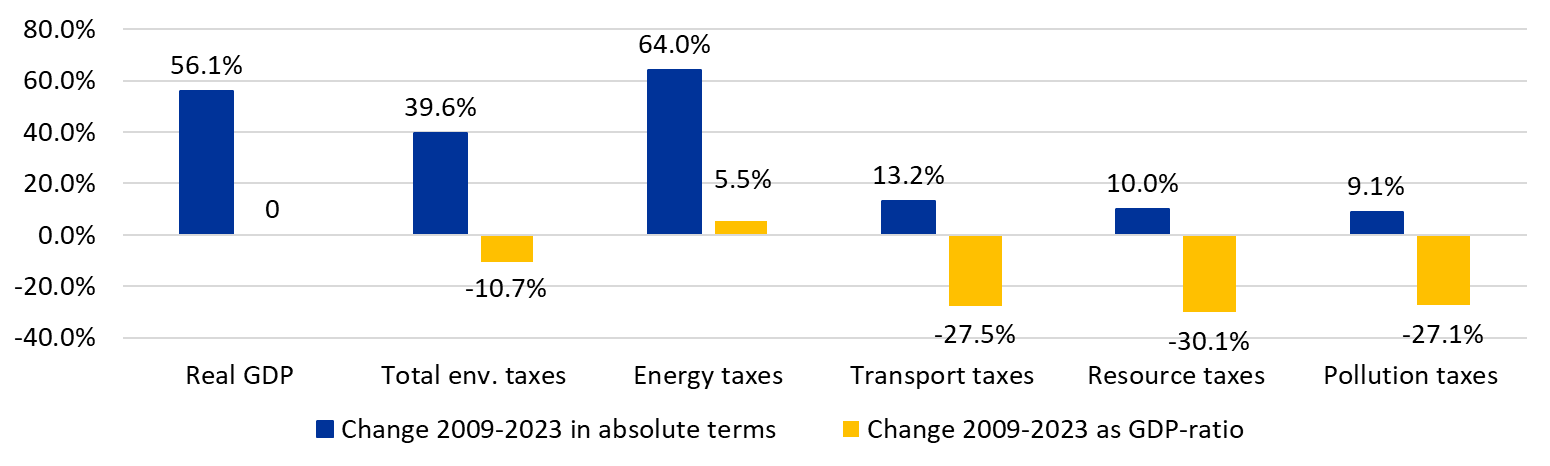 80.0%
60.0%
40.0%
20.0%
0.0%
-20.0%
-40.0%
56.1%
0
39.6%
-10.7%
64.0%
5.5%
13.2%
-27.5%
10.0%
-30.1%
9.1%
-27.1%
Real GDP
Total env. taxes
Energy taxes
Transport taxes
Resource taxes
Pollution taxes
Change 2009-2023 in absolute terms
Change 2009-2023 as GDP-ratio